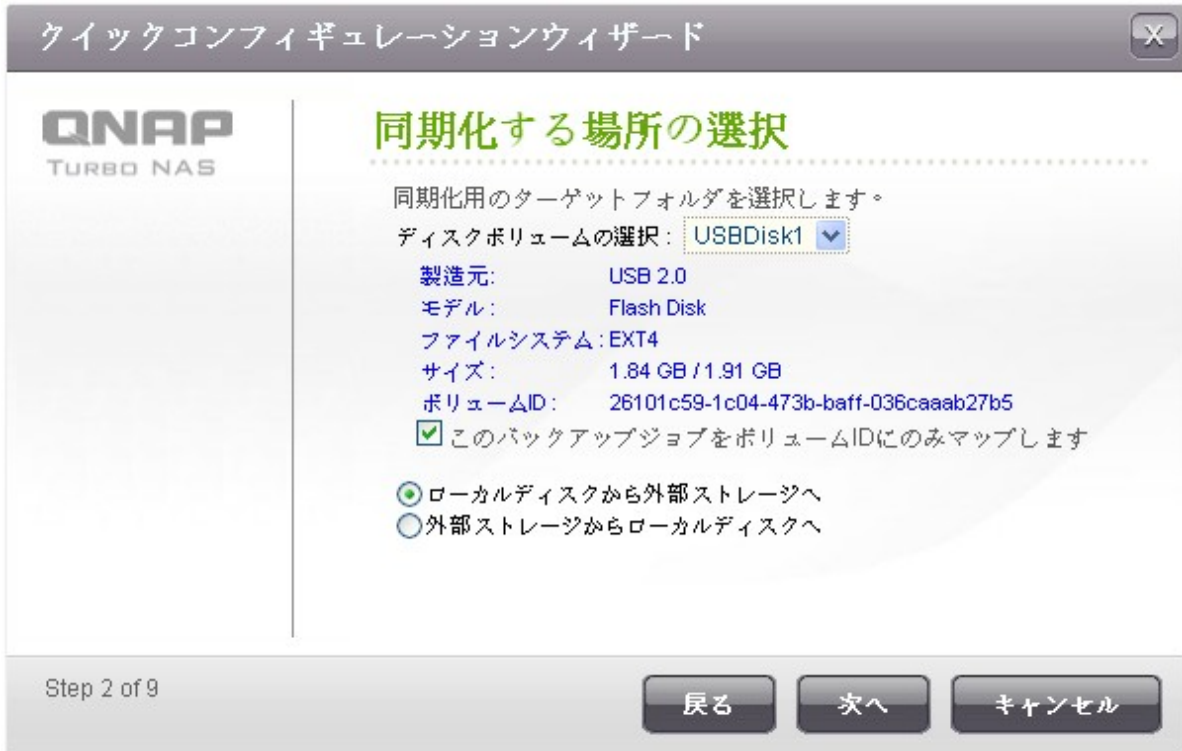 クイックコンフィギュレーションウィザード
X
QNAP
TURBO NAS
同期化する場所の選択
同期化用のターゲットフォルダを選択します。
ディスクボリュームの選択: USBDisk1
製造元: USB 2.0
モデル: Flash Disk
ファイルシステム: EXT4
サイズ: 1.84 GB / 1.91 GB
ボリュームID: 26101c59-1c04-473b-baff-036caaab27b5
このバックアップジョブをボリュームIDにのみマップします
ローカルディスクから外部ストレージへ
外部ストレージからローカルディスクへ
Step 2 of 9
戻る 次へ キャンセル